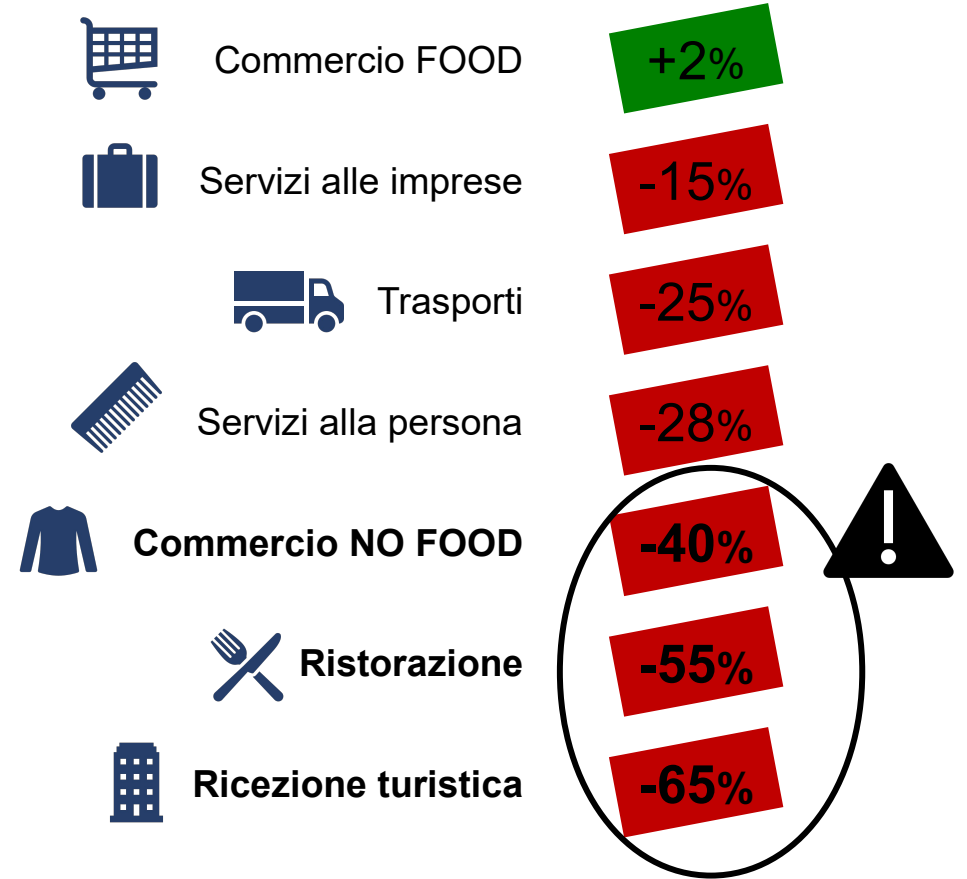 Commercio FOOD +2%
Servizi alle imprese -15%
Trasporti -25%
Servizi alla persona -28%
Commercio NO FOOD -40%
Ristorazione -55%
Ricezione turistica -65%